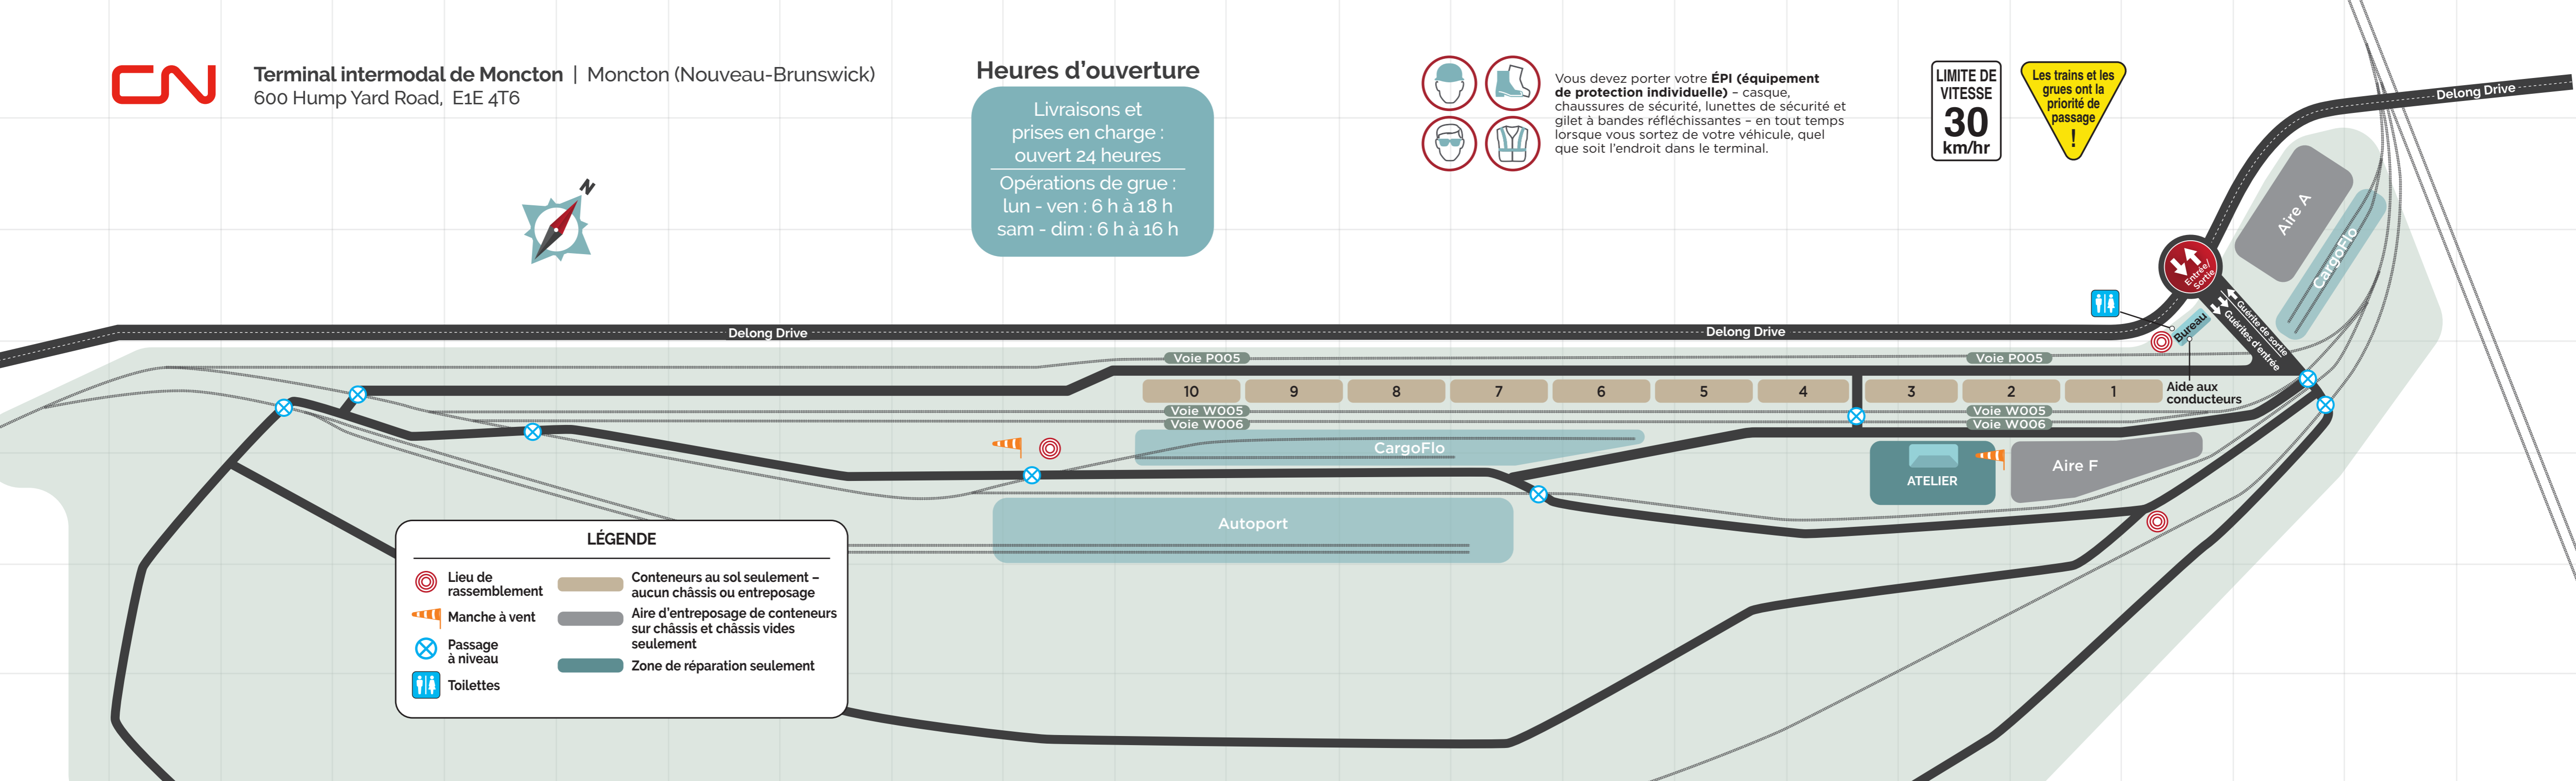 CN
Terminal intermodal de Moncton | Moncton (Nouveau-Brunswick)
600 Hump Yard Road, E1E 4T6
N
Heures d'ouverture
Livraisons et
prises en charge :
ouvert 24 heures
Opérations de grue :
lun - ven : 6 h à 18 h
sam - dim : 6 h à 16 h
Vous devez porter votre ÉPI (équipement
de protection individuelle) – casque,
chaussures de sécurité, lunettes de sécurité et
gilet à bandes réfléchissantes – en tout temps
lorsque vous sortez de votre véhicule, quel
que soit l'endroit dans le terminal.
LIMITE DE
VITESSE
30
km/hr
Les trains et les
grues ont la
priorité de
passage
!
Delong Drive
Aire A
CargoFlo
Entrée/
Sortie
Guérite de sortie
Guérites d'entrée
Bureau
Delong Drive
Delong Drive
Voie P005
Voie P005
10
9
8
7
6
5
4
3
2
1
Aide aux
conducteurs
Voie W005
Voie W006
Voie W005
Voie W006
CargoFlo
ATELIER
Aire F
Autoport
LÉGENDE
Lieu de
rassemblement
Manche à vent
Passage
à niveau
Toilettes
Conteneurs au sol seulement –
aucun châssis ou entreposage
Aire d'entreposage de conteneurs
sur châssis et châssis vides
seulement
Zone de réparation seulement